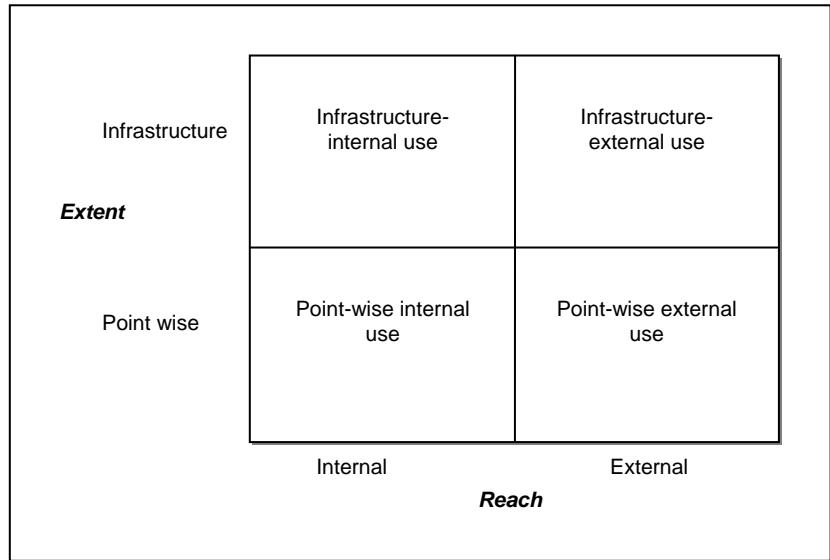 Infrastructure
Infrastructure-
internal use
Infrastructure-
external use
Extent
Point wise
Point-wise internal
use
Point-wise external
use
Internal
External
Reach